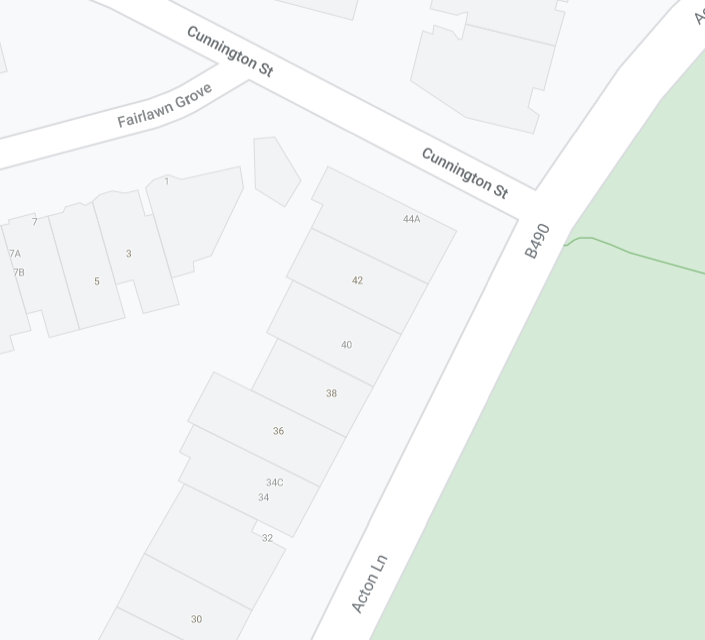 Cunnington St
Fairlawn Grove
Cunnington St
1
44A
7
B490
7A
3
7B
5
42
40
38
36
34C
34
32
Acton Ln
30